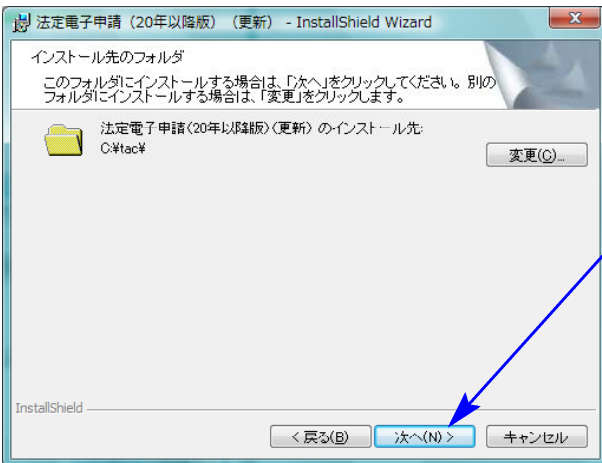 法定電子申請（20年以降版）（更新） - InstallShield Wizard
インストール先のフォルダ
このフォルダにインストールする場合は、「次へ」をクリックしてください。別の
フォルダにインストールする場合は、「変更」をクリックします。
法定電子申請(20年以降版)(更新) のインストール先:
C:¥tac¥
変更(C)...
InstallShield
< 戻る(B)
次へ(N) >
キャンセル